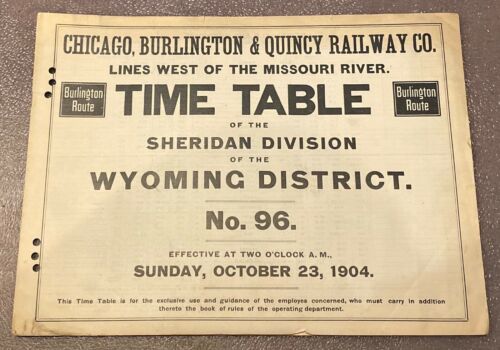 CHICAGO, BURLINGTON & QUINCY RAILWAY CO.
LINES WEST OF THE MISSOURI RIVER.
Burlington
Route
TIME TABLE
Burlington
Route
OF THE
SHERIDAN DIVISION
OF THE
WYOMING DISTRICT.
No. 96.
EFFECTIVE AT TWO O'CLOCK A. M.,
SUNDAY, OCTOBER 23, 1904.
This Time Table is for the exclusive use and guidance of the employes concerned, who must carry in addition
thereto the book of rules of the operating department.